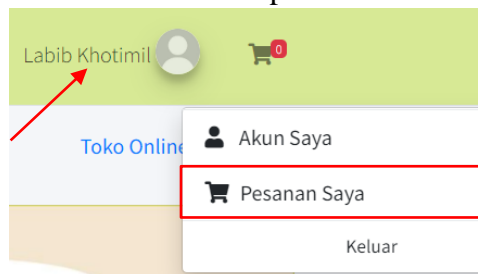 Labib Khotimil
0
Toko Online
Akun Saya
Pesanan Saya
Keluar